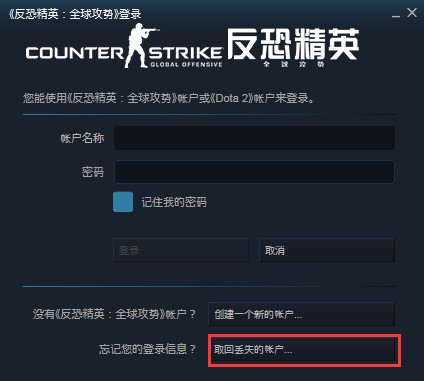 《反恐精英：全球攻势》登录
COUNTER STRIKE 反恐精英
GLOBAL OFFENSIVE 全球攻势
您能使用《反恐精英：全球攻势》帐户或《Dota 2》帐户来登录。
帐户名称
密码
记住我的密码
登录 取消
没有《反恐精英：全球攻势》帐户？ 创建一个新的帐户...
忘记您的登录信息？ 取回丢失的帐户...